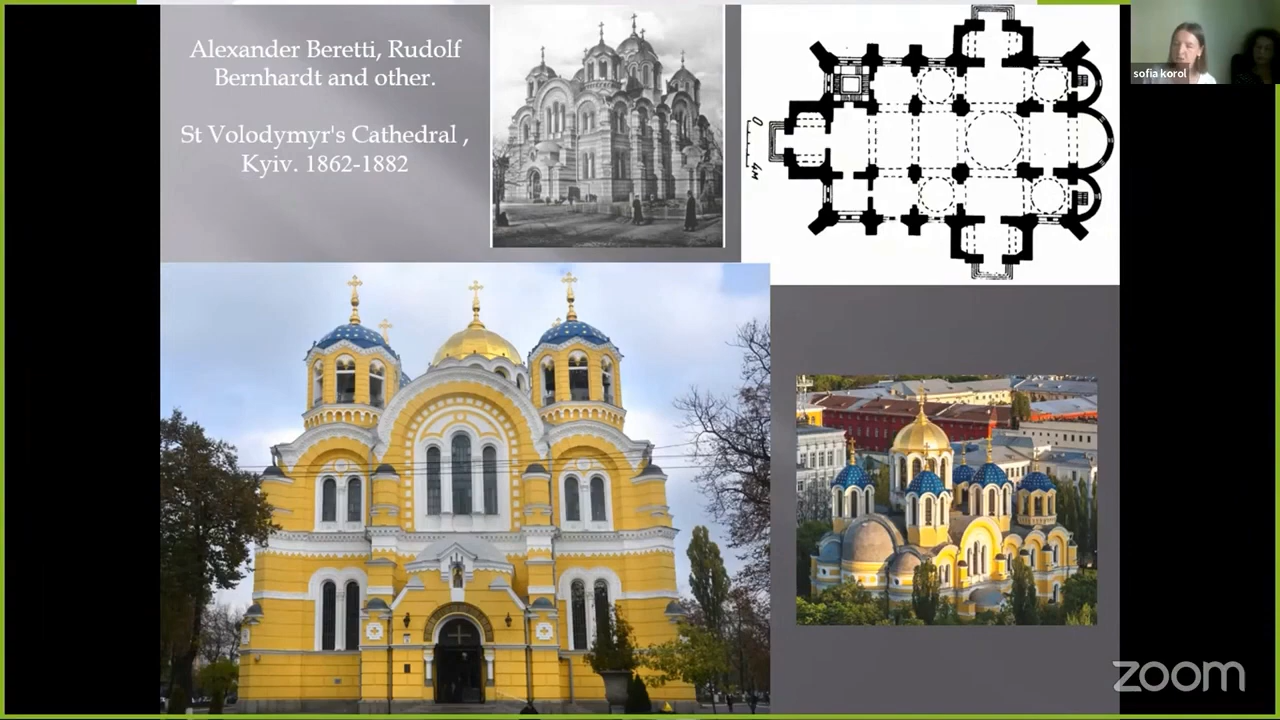 Alexander Beretti, Rudolf
Bernhardt and other.
St Volodymyr's Cathedral ,
Kyiv. 1862-1882
sofia korol
zoom